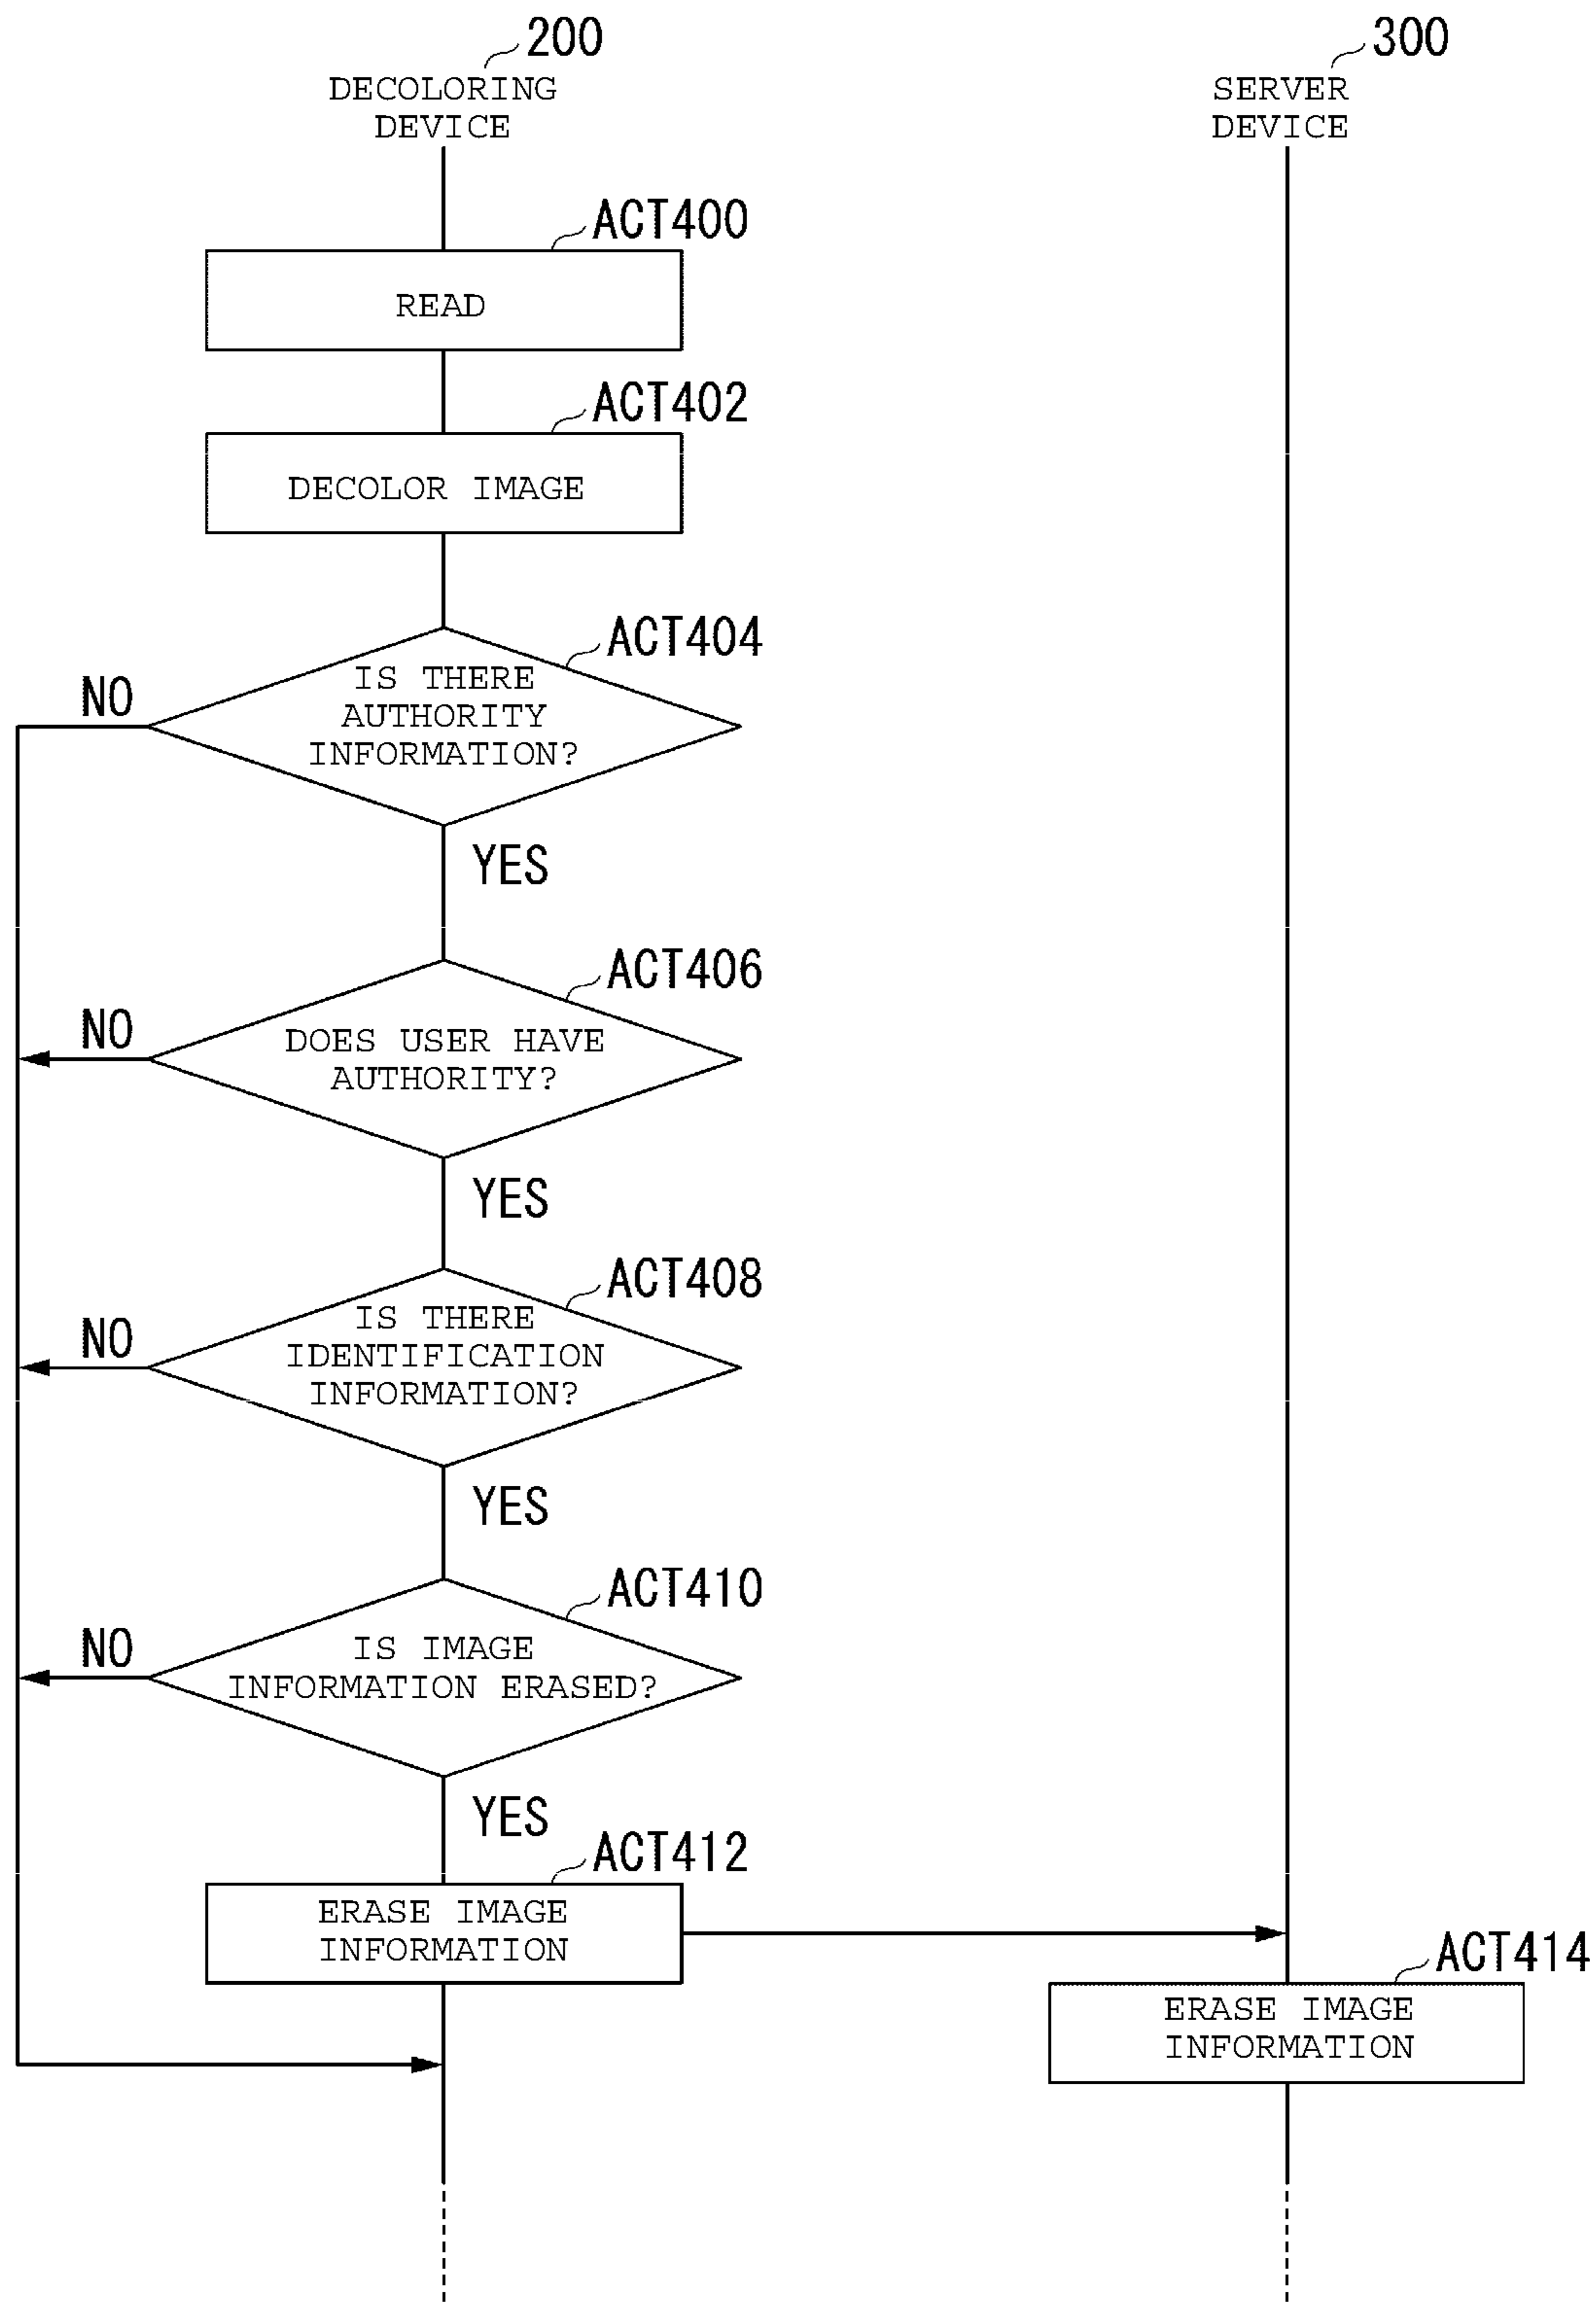 200
DECOLORING
DEVICE
300
SERVER
DEVICE
ACT400
READ
ACT402
DECOLOR IMAGE
ACT404
IS THERE
AUTHORITY
INFORMATION?
NO
YES
ACT406
DOES USER HAVE
AUTHORITY?
NO
YES
ACT408
IS THERE
IDENTIFICATION
INFORMATION?
NO
YES
ACT410
IS IMAGE
INFORMATION ERASED?
NO
YES
ACT412
ERASE IMAGE
INFORMATION
ACT414
ERASE IMAGE
INFORMATION